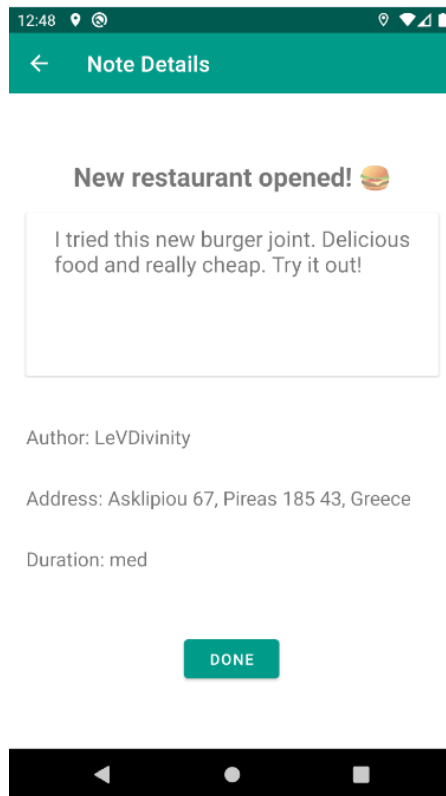 12:48
Note Details
New restaurant opened! 🍔
I tried this new burger joint. Delicious
food and really cheap. Try it out!
Author: LeVDivinity
Address: Asklipiou 67, Pireas 185 43, Greece
Duration: med
DONE